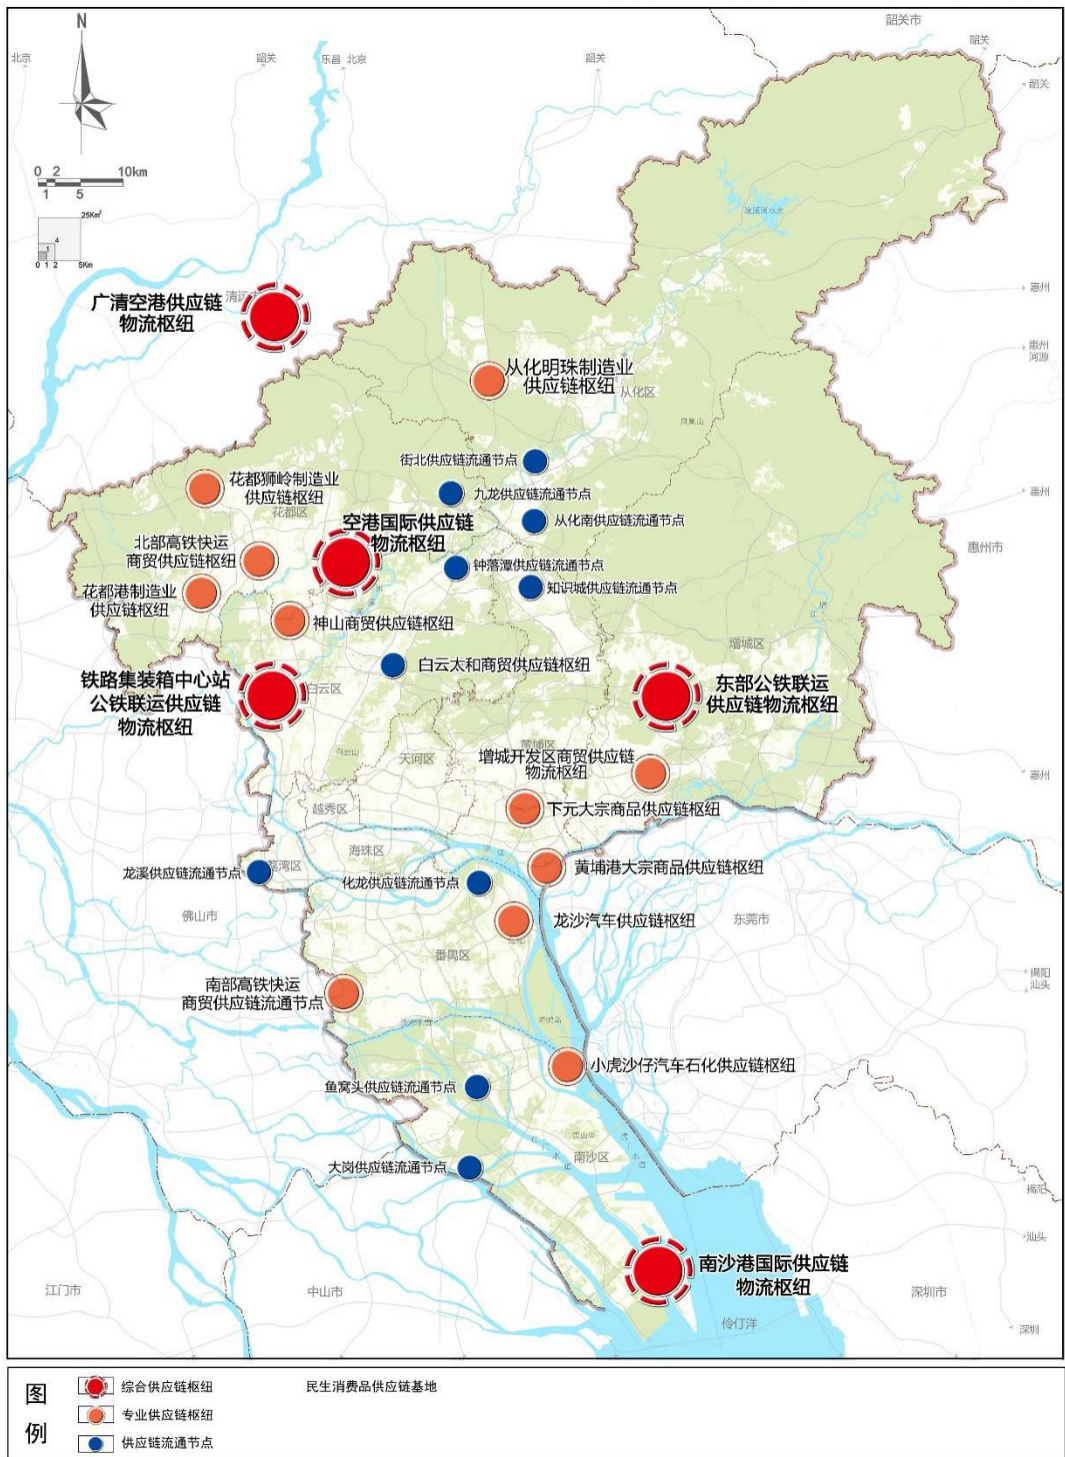 韶关市
N
北京
韶关
乐昌 北京
韶关
韶关
韶关
0 2 10km
1 5
25Km²
4
1
0 1 2 5Km
流溪河水库
惠州
清远
广清空港供应链
物流枢纽
惠州
河源
从化明珠制造业
供应链枢纽
从化区
凤凰山
街北供应链流通节点
花都狮岭制造业
供应链枢纽
九龙供应链流通节点
惠州
花都区
空港国际供应链
物流枢纽
从化南供应链流通节点
北部高铁快运
商贸供应链枢纽
惠州市
钟落潭供应链流通节点
花都港制造业
供应链枢纽
知识城供应链流通节点
神山商贸供应链枢纽
增城区
白云太和商贸供应链枢纽
铁路集装箱中心站
公铁联运供应链
物流枢纽
白云区
东部公铁联运
供应链物流枢纽
白云山
天河区
黄埔区
增城开发区商贸供应链
物流枢纽
惠州
越秀区
下元大宗商品供应链枢纽
海珠区
荔湾区
龙溪供应链流通节点
黄埔港大宗商品供应链枢纽
化龙供应链流通节点
佛山市
龙沙汽车供应链枢纽
东莞市
番禺区
揭阳
汕头
南部高铁快运
商贸供应链流通节点
小虎沙仔汽车石化供应链枢纽
鱼窝头供应链流通节点
黄山鲁
南沙区
大岗供应链流通节点
揭阳
汕头
南沙港国际供应链
物流枢纽
江门市
中山市
深圳市
伶仃洋
深圳
图例
综合供应链枢纽
民生消费品供应链基地
专业供应链枢纽
供应链流通节点